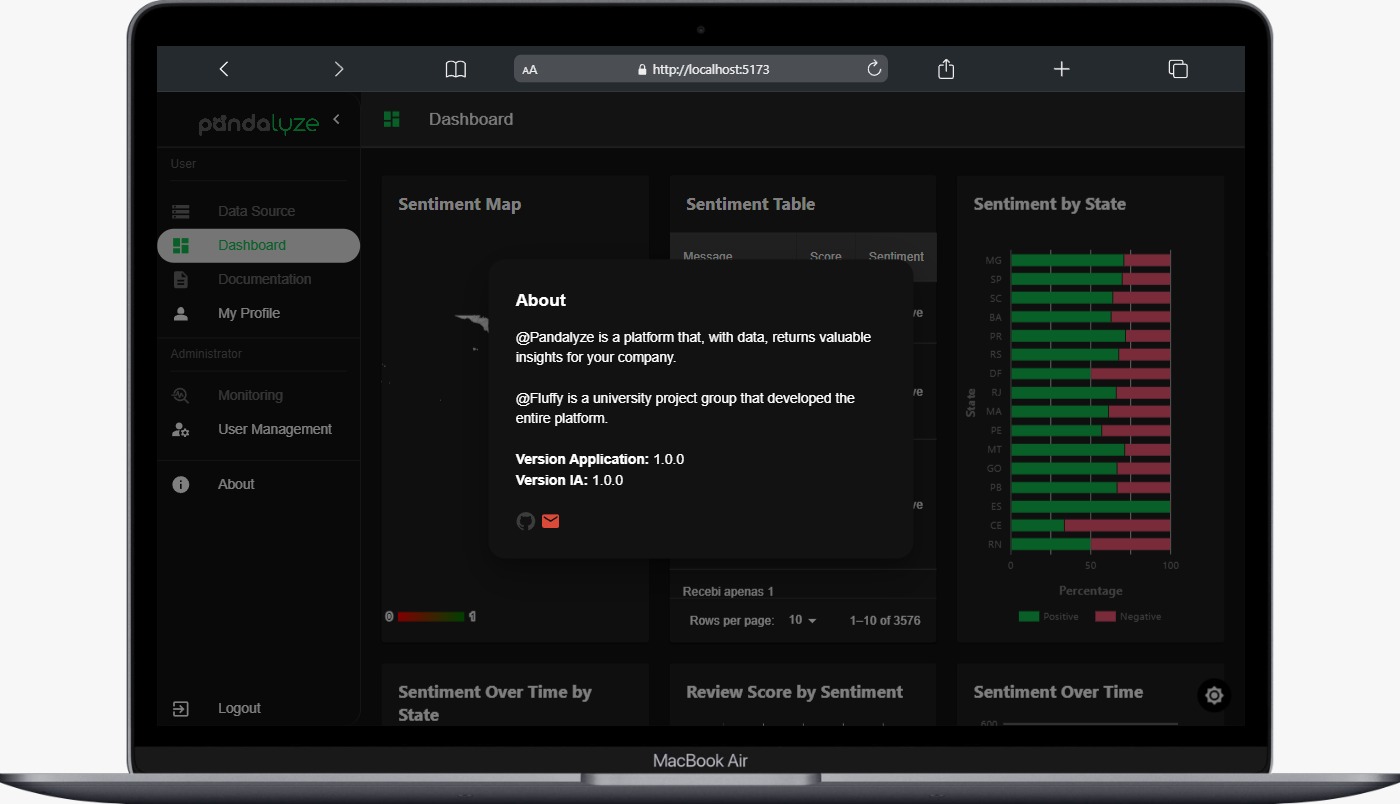 AA http://localhost:5173
pandalyze
Dashboard
User
Data Source
Dashboard
Documentation
My Profile
Administrator
Monitoring
User Management
About
Logout
Sentiment Map
0 1
Sentiment Table
Message Score Sentiment
ve
ve
ve
Recebi apenas 1
Rows per page: 10 1–10 of 3576
Sentiment by State
State
MG
SP
SC
BA
PR
RS
DF
RJ
MA
PE
MT
GO
PB
ES
CE
RN
0 50 100
Percentage
Positive Negative
About
@Pandalyze is a platform that, with data, returns valuable
insights for your company.
@Fluffy is a university project group that developed the
entire platform.
Version Application: 1.0.0
Version IA: 1.0.0
Sentiment Over Time by
State
Review Score by Sentiment
Sentiment Over Time
600
MacBook Air